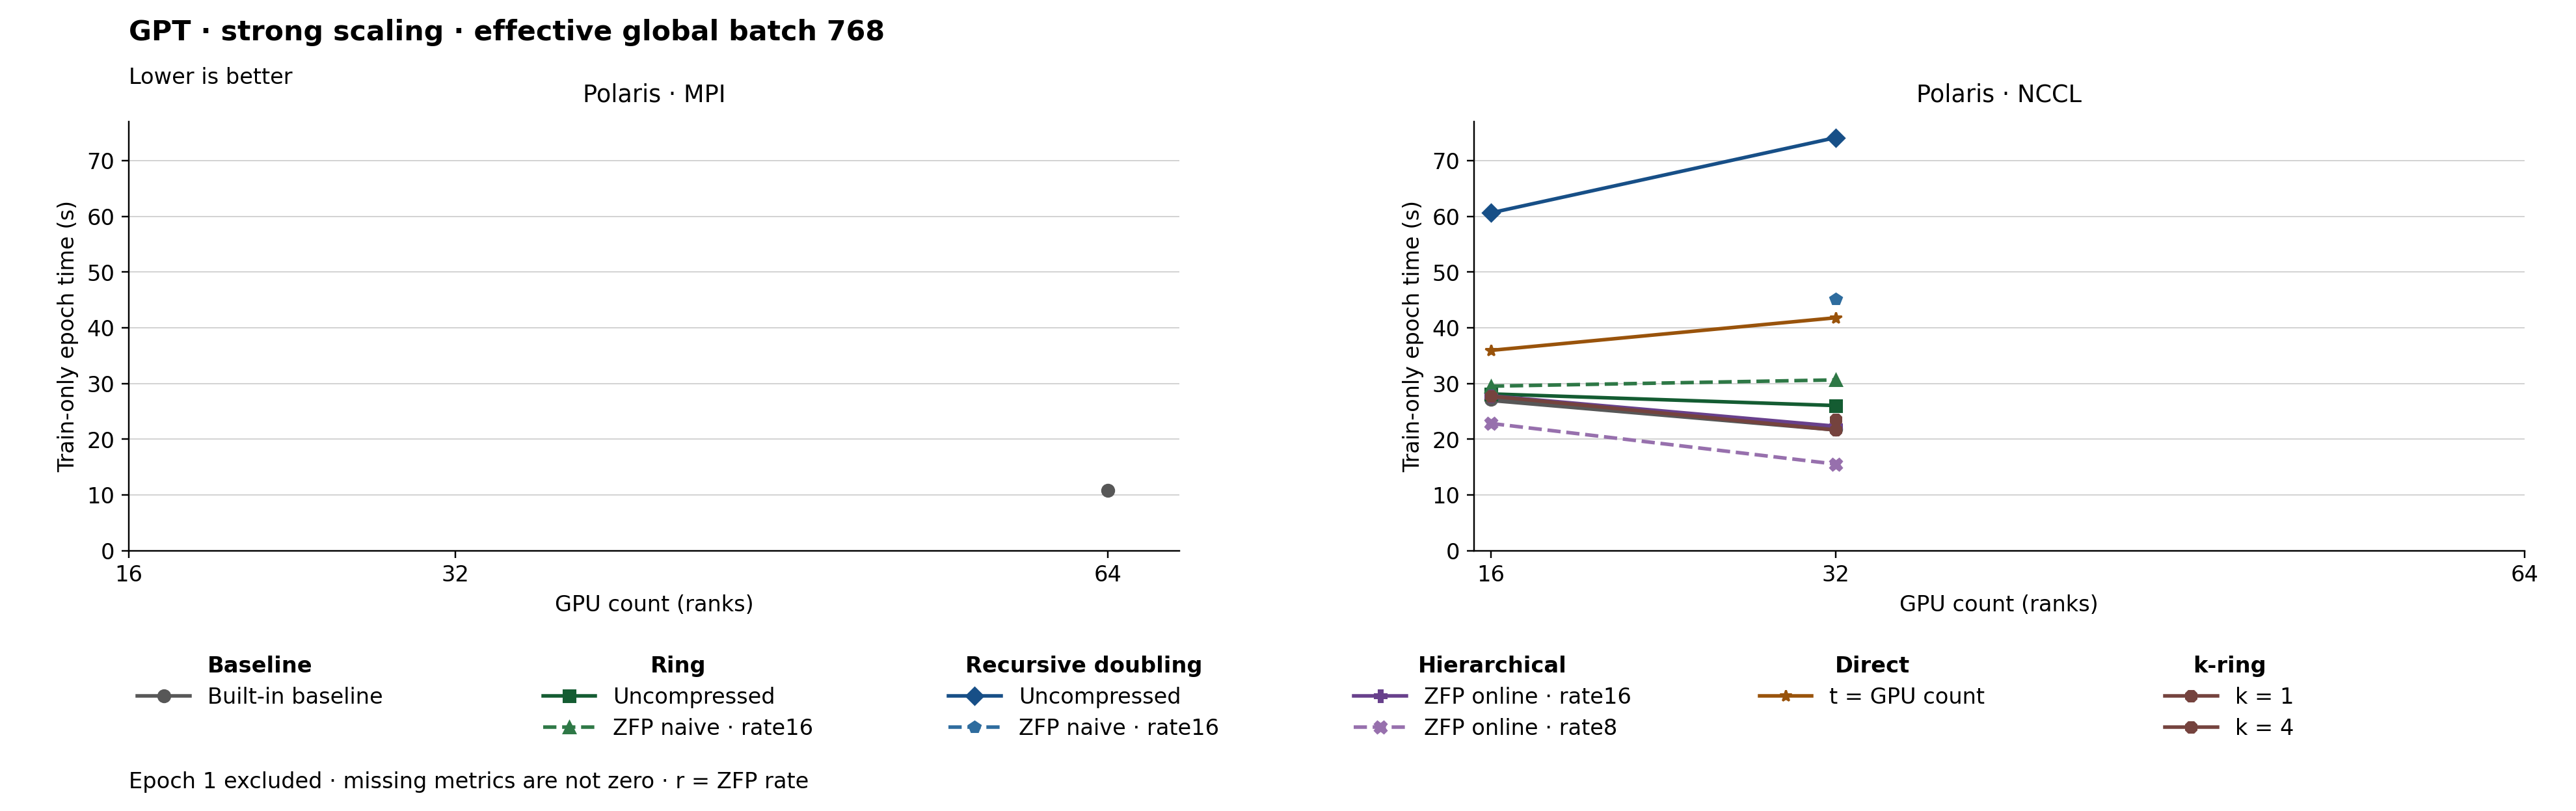 GPT · strong scaling · effective global batch 768
Lower is better
Polaris · MPI
Train-only epoch time (s)
70
60
50
40
30
20
10
0
16 32 64
GPU count (ranks)
Polaris · NCCL
Train-only epoch time (s)
70
60
50
40
30
20
10
0
16 32 64
GPU count (ranks)
Baseline
Built-in baseline
Ring
Uncompressed
ZFP naive · rate16
Recursive doubling
Uncompressed
ZFP naive · rate16
Hierarchical
ZFP online · rate16
ZFP online · rate8
Direct
t = GPU count
k-ring
k = 1
k = 4
Epoch 1 excluded · missing metrics are not zero · r = ZFP rate